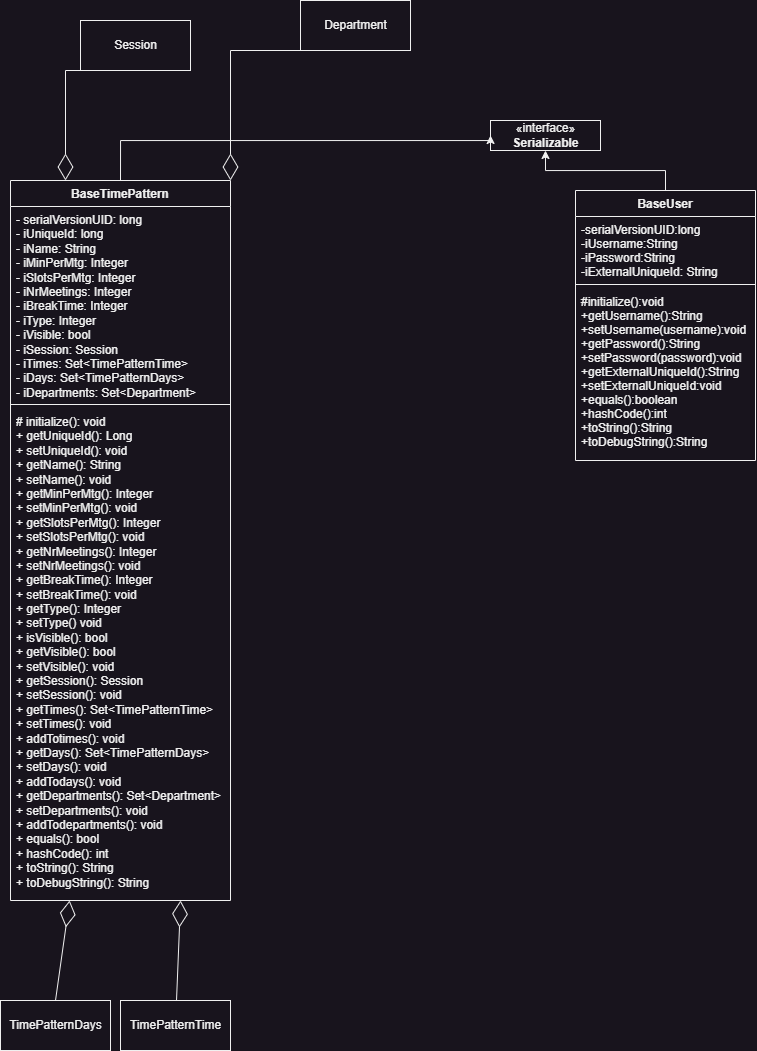 Department
Session
«interface»
Serializable
BaseTimePattern
- serialVersionUID: long
- iUniqueId: long
- iName: String
- iMinPerMtg: Integer
- iSlotsPerMtg: Integer
- iNrMeetings: Integer
- iBreakTime: Integer
- iType: Integer
- iVisible: bool
- iSession: Session
- iTimes: Set<TimePatternTime>
- iDays: Set<TimePatternDays>
- iDepartments: Set<Department>
# initialize(): void
+ getUniqueId(): Long
+ setUniqueId(): void
+ getName(): String
+ setName(): void
+ getMinPerMtg(): Integer
+ setMinPerMtg(): void
+ getSlotsPerMtg(): Integer
+ setSlotsPerMtg(): void
+ getNrMeetings(): Integer
+ setNrMeetings(): void
+ getBreakTime(): Integer
+ setBreakTime(): void
+ getType(): Integer
+ setType() void
+ isVisible(): bool
+ getVisible(): bool
+ setVisible(): void
+ getSession(): Session
+ setSession(): void
+ getTimes(): Set<TimePatternTime>
+ setTimes(): void
+ addTotimes(): void
+ getDays(): Set<TimePatternDays>
+ setDays(): void
+ addTodays(): void
+ getDepartments(): Set<Department>
+ setDepartments(): void
+ addTodepartments(): void
+ equals(): bool
+ hashCode(): int
+ toString(): String
+ toDebugString(): String
BaseUser
-serialVersionUID:long
-iUsername:String
-iPassword:String
-iExternalUniqueId: String
#initialize():void
+getUsername():String
+setUsername(username):void
+getPassword():String
+setPassword(password):void
+getExternalUniqueId():String
+setExternalUniqueId:void
+equals():boolean
+hashCode():int
+toString():String
+toDebugString():String
TimePatternDays
TimePatternTime